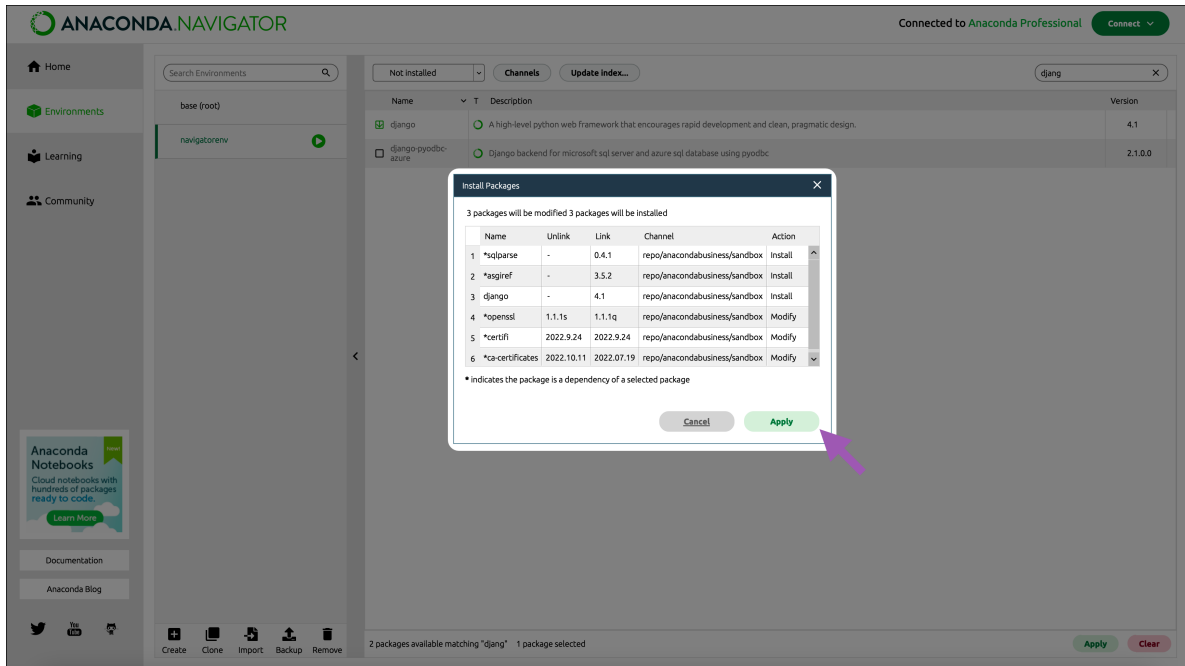 ANACONDA.NAVIGATOR
Connected to Anaconda Professional
Connect
Home
Environments
Learning
Community
Anaconda
Notebooks
Cloud notebooks with
hundreds of packages
ready to code.
Learn More
Documentation
Anaconda Blog
You
Tube
Search Environments
base (root)
navigatorenv
Create Clone Import Backup Remove
Not installed
Channels
Update index...
djang
Name T Description Version
django A high-level python web framework that encourages rapid development and clean, pragmatic design. 4.1
django-pyodbc-
azure Django backend for microsoft sql server and azure sql database using pyodbc 2.1.0.0
Install Packages
3 packages will be modified 3 packages will be installed
Name Unlink Link Channel Action
1 *sqlparse - 0.4.1 repo/anacondabusiness/sandbox Install
2 *asgiref - 3.5.2 repo/anacondabusiness/sandbox Install
3 django - 4.1 repo/anacondabusiness/sandbox Install
4 *openssl 1.1.1s 1.1.1q repo/anacondabusiness/sandbox Modify
5 *certifi 2022.9.24 2022.9.24 repo/anacondabusiness/sandbox Modify
6 *ca-certificates 2022.10.11 2022.07.19 repo/anacondabusiness/sandbox Modify
* indicates the package is a dependency of a selected package
Cancel
Apply
2 packages available matching "djang" 1 package selected
Apply
Clear